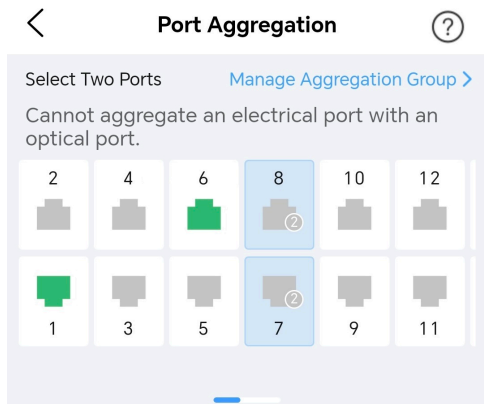 Port Aggregation ?
Select Two Ports Manage Aggregation Group >
Cannot aggregate an electrical port with an
optical port.
2 4 6 8 10 12
2
2
1 3 5 7 9 11